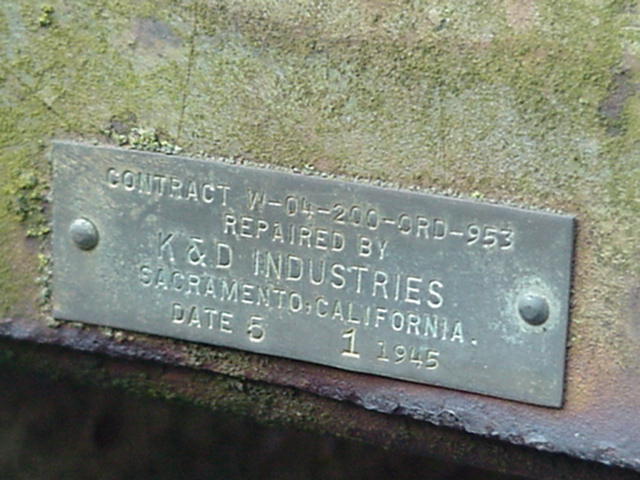 CONTRACT W-04-200-ORD-953
REPAIRED BY
K & D INDUSTRIES
SACRAMENTO, CALIFORNIA.
DATE 5 1 1945